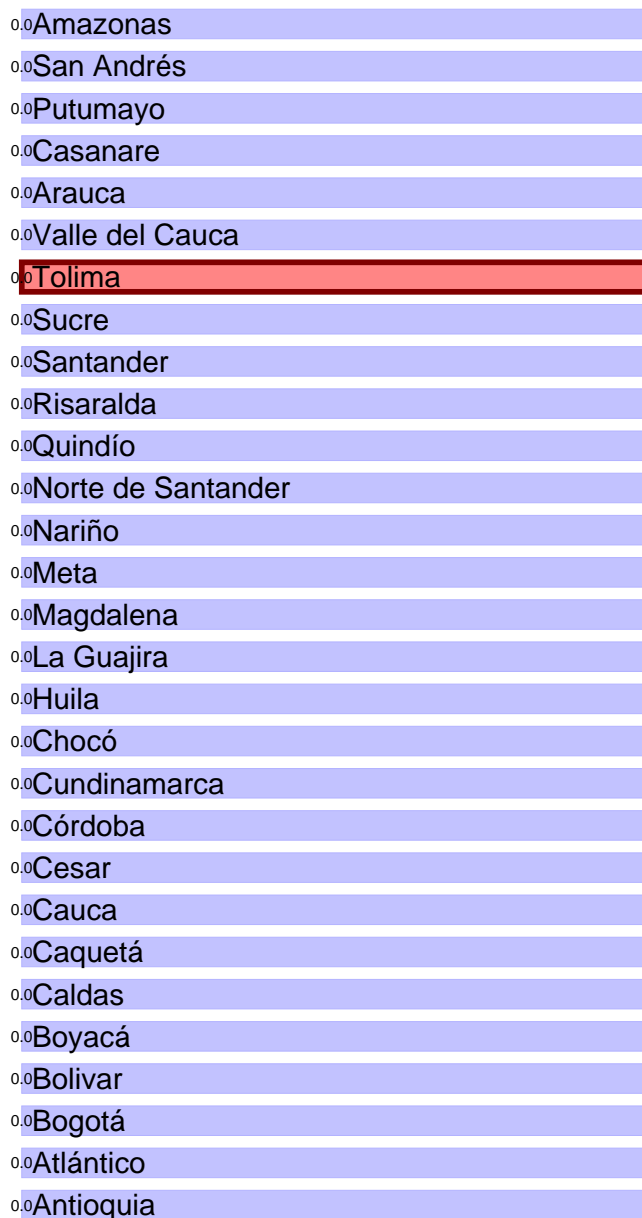 0.0Amazonas
0.0San Andrés
0.0Putumayo
0.0Casanare
0.0Arauca
0.0Valle del Cauca
0.0Tolima
0.0Sucre
0.0Santander
0.0Risaralda
0.0Quindío
0.0Norte de Santander
0.0Nariño
0.0Meta
0.0Magdalena
0.0La Guajira
0.0Huila
0.0Chocó
0.0Cundinamarca
0.0Córdoba
0.0Cesar
0.0Cauca
0.0Caquetá
0.0Caldas
0.0Boyacá
0.0Bolivar
0.0Bogotá
0.0Atlántico
0.0Antioquia